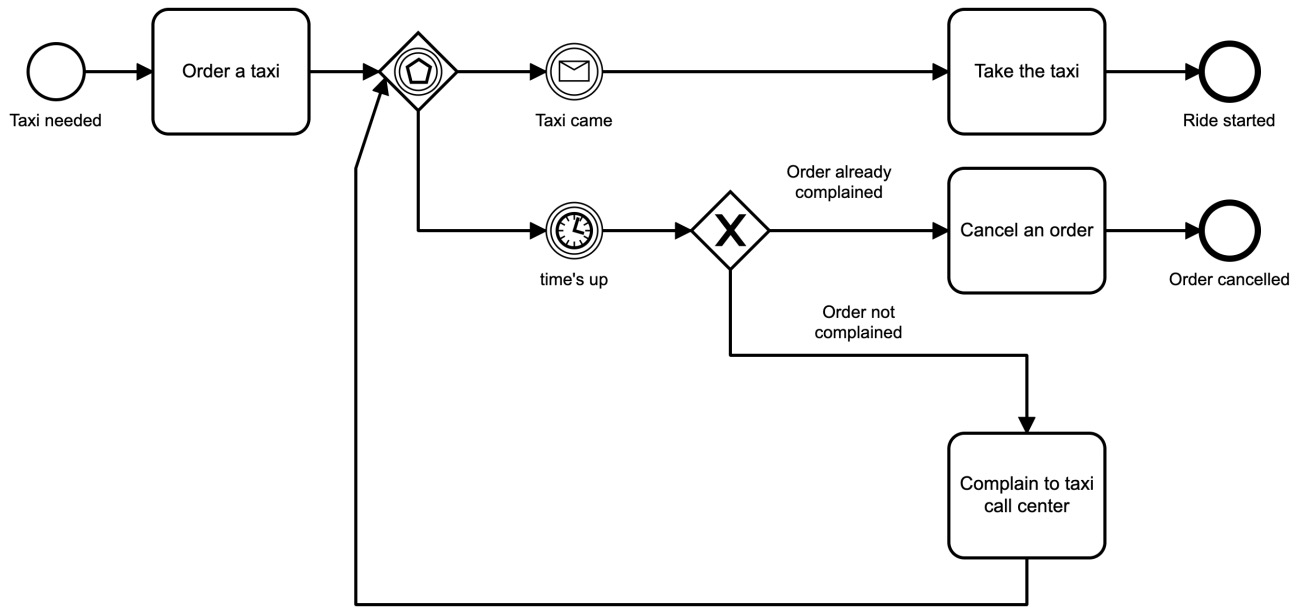 Order a taxi
Take the taxi
Taxi needed
Taxi came
Ride started
Order already
complained
X
Cancel an order
time's up
Order cancelled
Order not
complained
Complain to taxi
call center